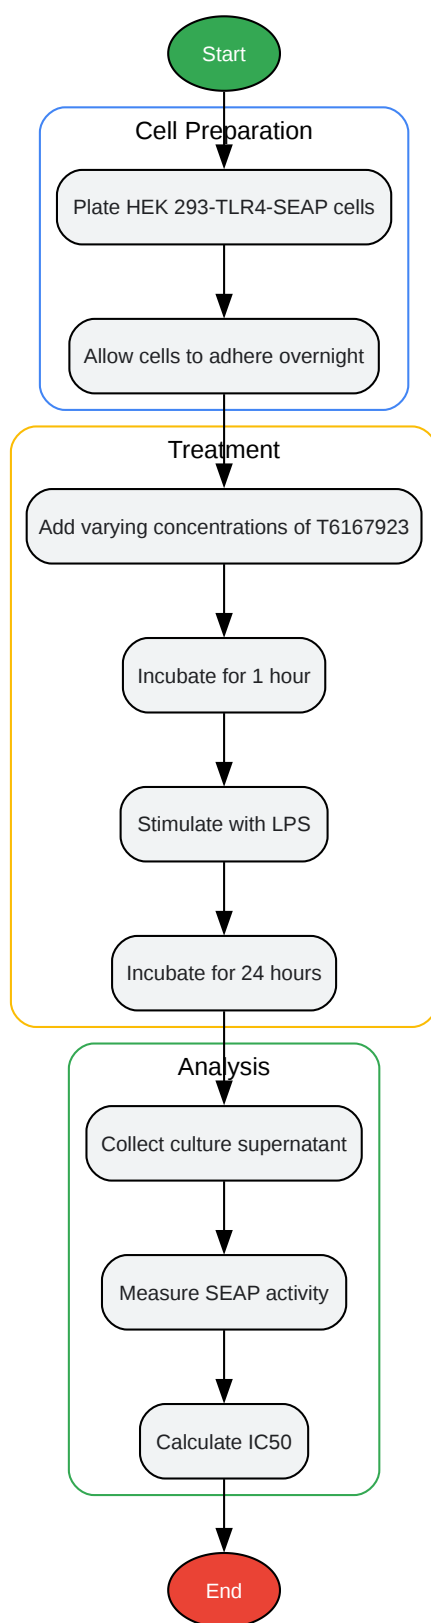 Start
Cell Preparation
Plate HEK 293-TLR4-SEAP cells
Allow cells to adhere overnight
Treatment
Add varying concentrations of T6167923
Incubate for 1 hour
Stimulate with LPS
Incubate for 24 hours
Analysis
Collect culture supernatant
Measure SEAP activity
Calculate IC50
End